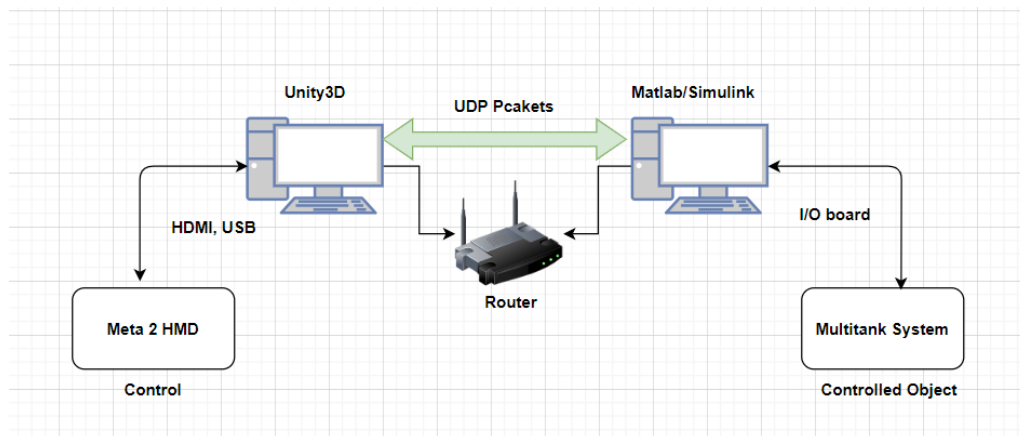 Unity3D
Matlab/Simulink
UDP Pcakets
HDMI, USB
I/O board
Router
Meta 2 HMD
Multitank System
Control
Controlled Object